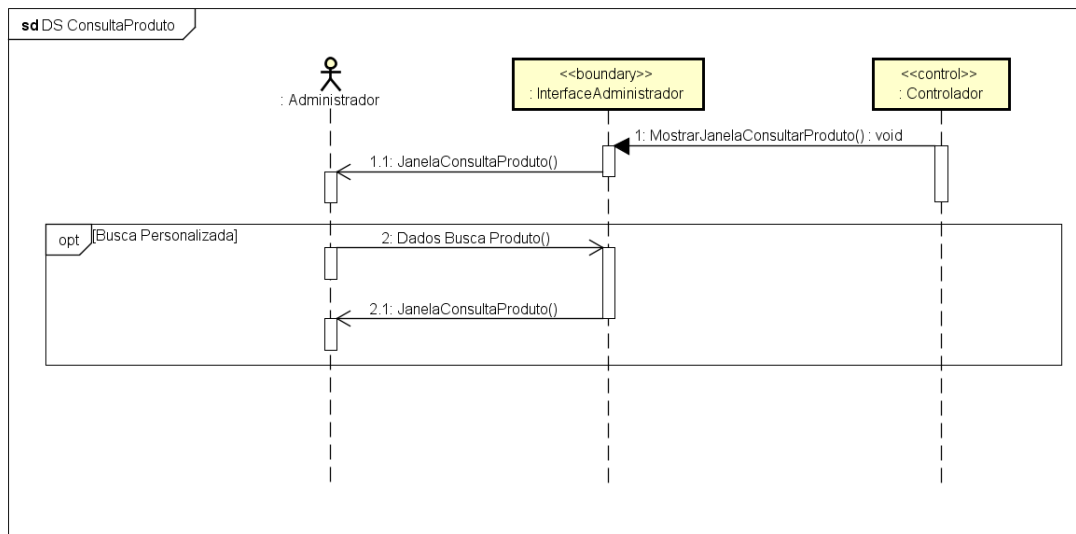 sd DS ConsultaProduto
<<boundary>>
: InterfaceAdministrador
<<control>>
: Controlador
: Administrador
1: MostrarJanelaConsultarProduto() : void
1.1: JanelaConsultaProduto()
opt
[Busca Personalizada]
2: Dados Busca Produto()
2.1: JanelaConsultaProduto()